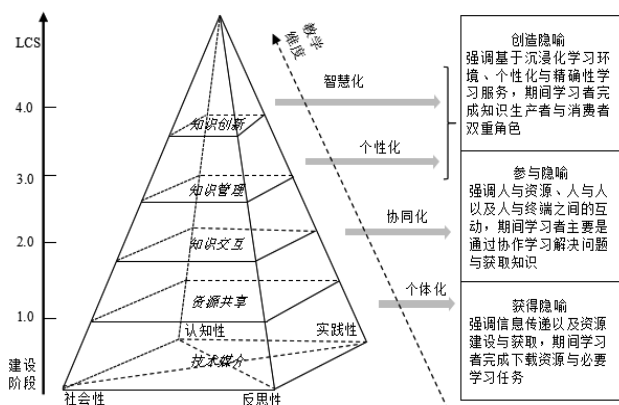 LCS
4.0
3.0
2.0
1.0
建设
阶段
教学
维度
知识创新
知识管理
知识交互
资源共享
技术媒介
认知性
实践性
社会性
反思性
智慧化
个性化
协同化
个体化
创造隐喻
强调基于沉浸化学习环
境、个性化与精确性学
习服务，期间学习者完
成知识生产者与消费者
双重角色
参与隐喻
强调人与资源、人与人
以及人与终端之间的互
动，期间学习者主要是
通过协作学习解决问题
与获取知识
获得隐喻
强调信息传递以及资源
建设与获取，期间学习
者完成下载资源与必要
学习任务